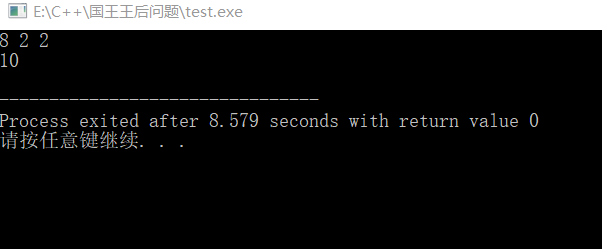 E:\C++\国王王后问题\test.exe
8 2 2
10
--------------------------------
Process exited after 8.579 seconds with return value 0
请按任意键继续. . .